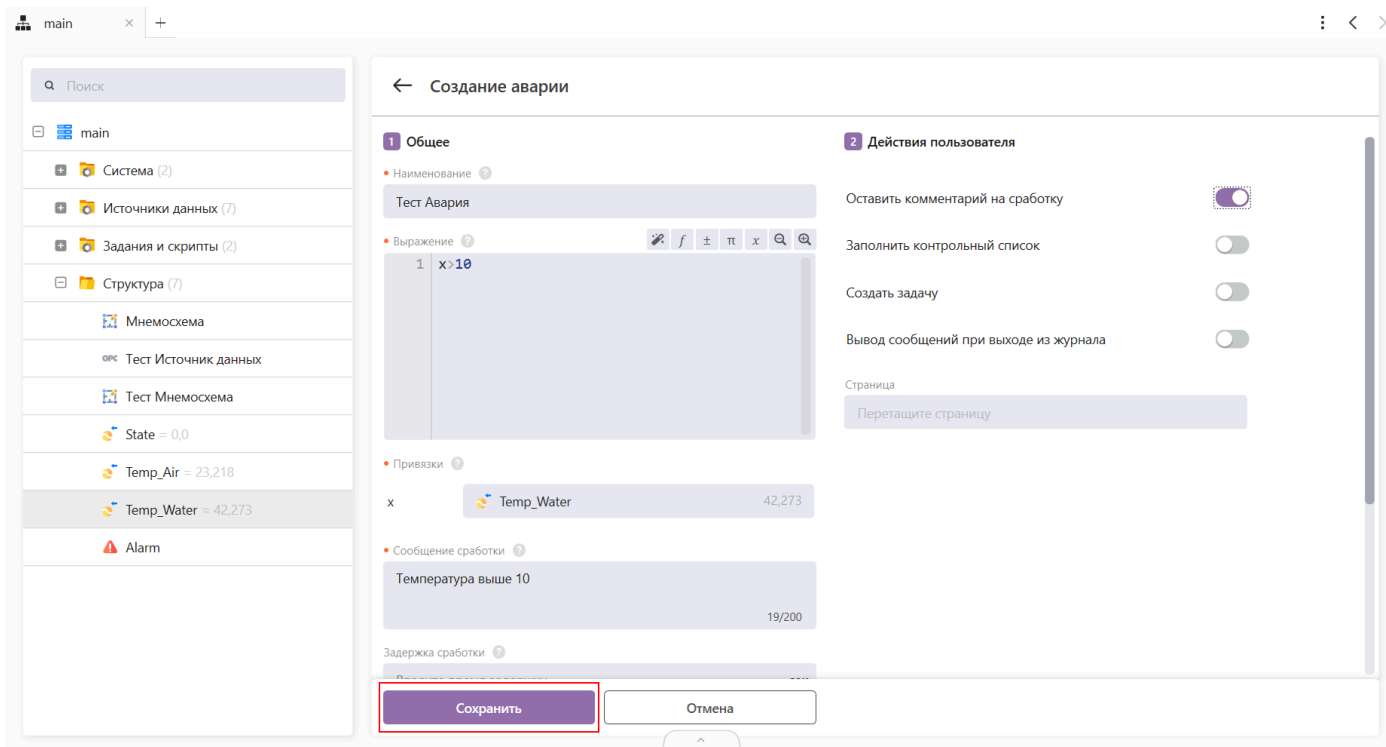 main
Поиск
main
Система (2)
Источники данных (7)
Задания и скрипты (2)
Структура (7)
Мнемосхема
OPC Тест Источник данных
Тест Мнемосхема
State = 0,0
Temp_Air = 23,218
Temp_Water = 42,273
Alarm
Создание аварии
1 Общее
Наименование ?
Тест Авария
Выражение ? f ± π x
1 x>10
Привязки ?
x Temp_Water 42,273
Сообщение сработки ?
Температура выше 10
19/200
Задержка сработки ?
2 Действия пользователя
Оставить комментарий на сработку
Заполнить контрольный список
Создать задачу
Вывод сообщений при выходе из журнала
Страница
Перетащите страницу
Сохранить Отмена